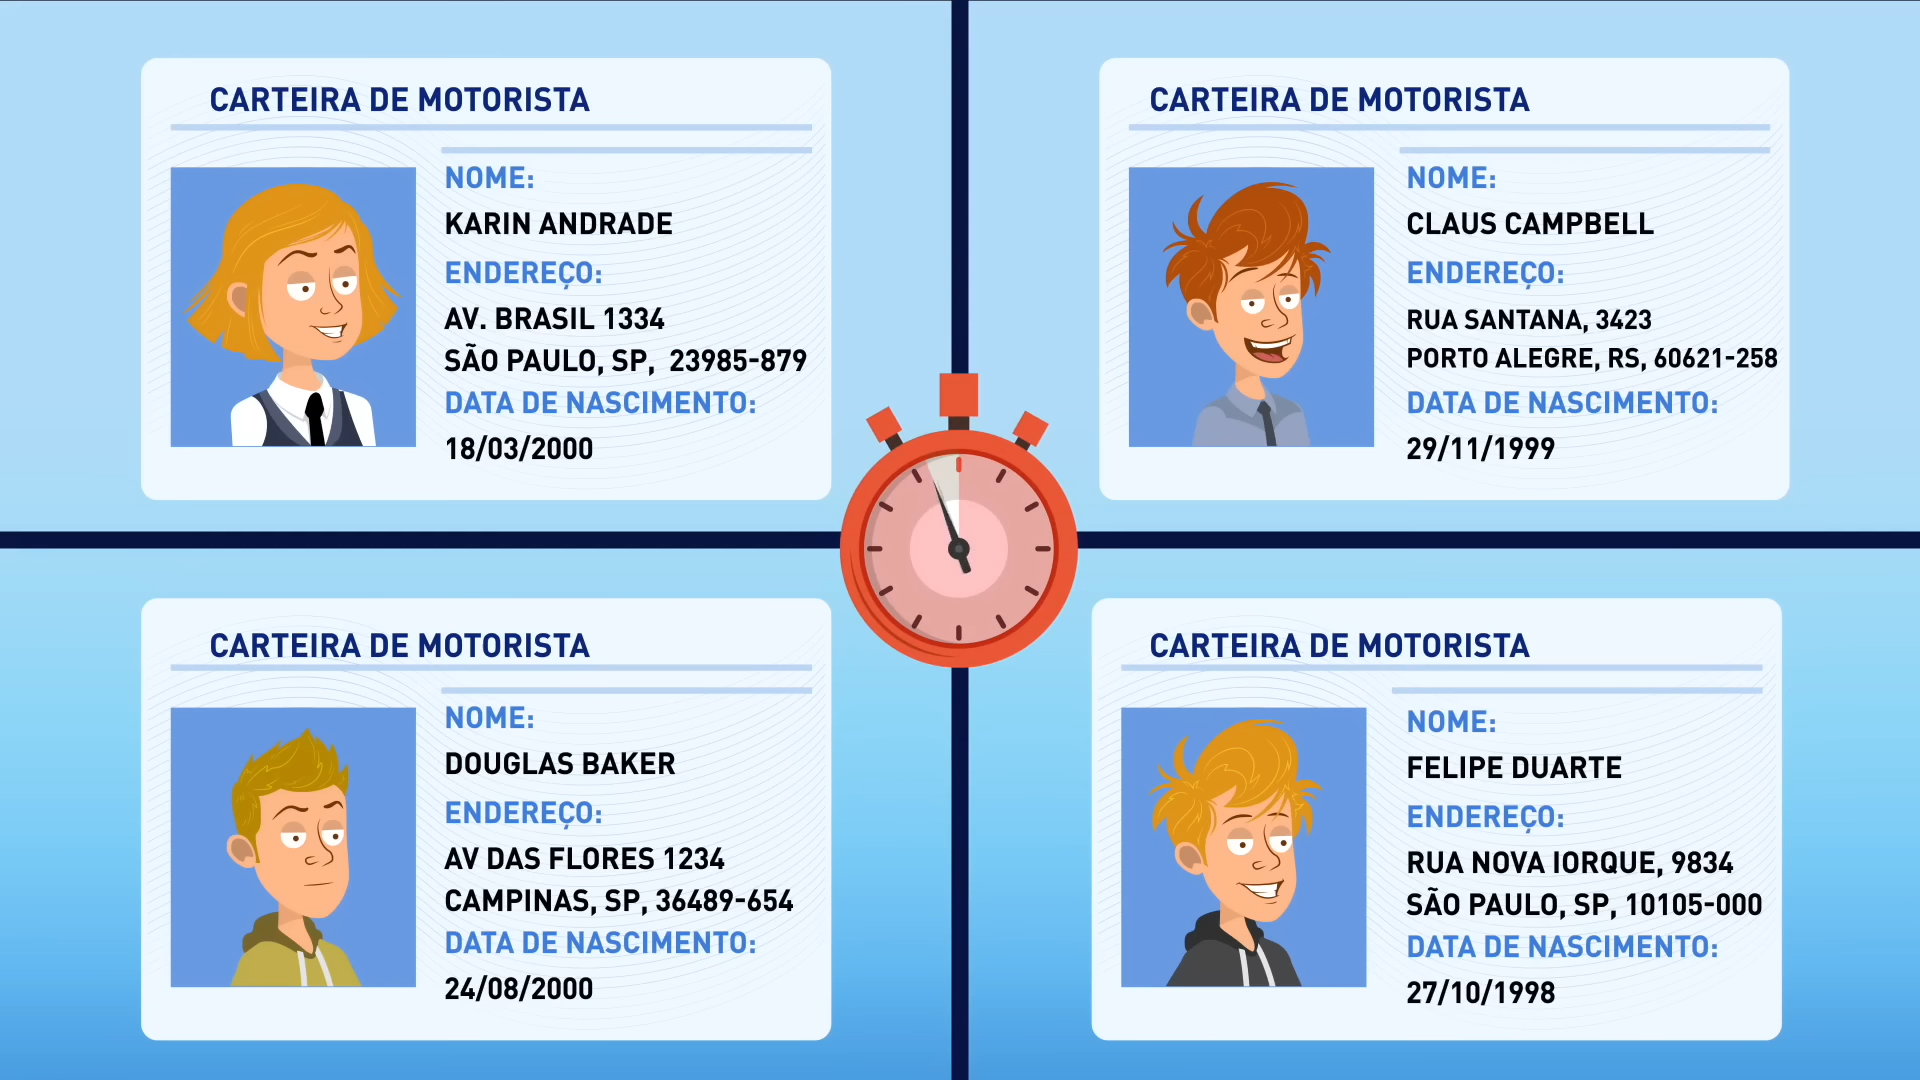 CARTEIRA DE MOTORISTA
NOME:
KARIN ANDRADE
ENDEREÇO:
AV. BRASIL 1334
SÃO PAULO, SP, 23985-879
DATA DE NASCIMENTO:
18/03/2000
CARTEIRA DE MOTORISTA
NOME:
CLAUS CAMPBELL
ENDEREÇO:
RUA SANTANA, 3423
PORTO ALEGRE, RS, 60621-258
DATA DE NASCIMENTO:
29/11/1999
CARTEIRA DE MOTORISTA
NOME:
DOUGLAS BAKER
ENDEREÇO:
AV DAS FLORES 1234
CAMPINAS, SP, 36489-654
DATA DE NASCIMENTO:
24/08/2000
CARTEIRA DE MOTORISTA
NOME:
FELIPE DUARTE
ENDEREÇO:
RUA NOVA IORQUE, 9834
SÃO PAULO, SP, 10105-000
DATA DE NASCIMENTO:
27/10/1998